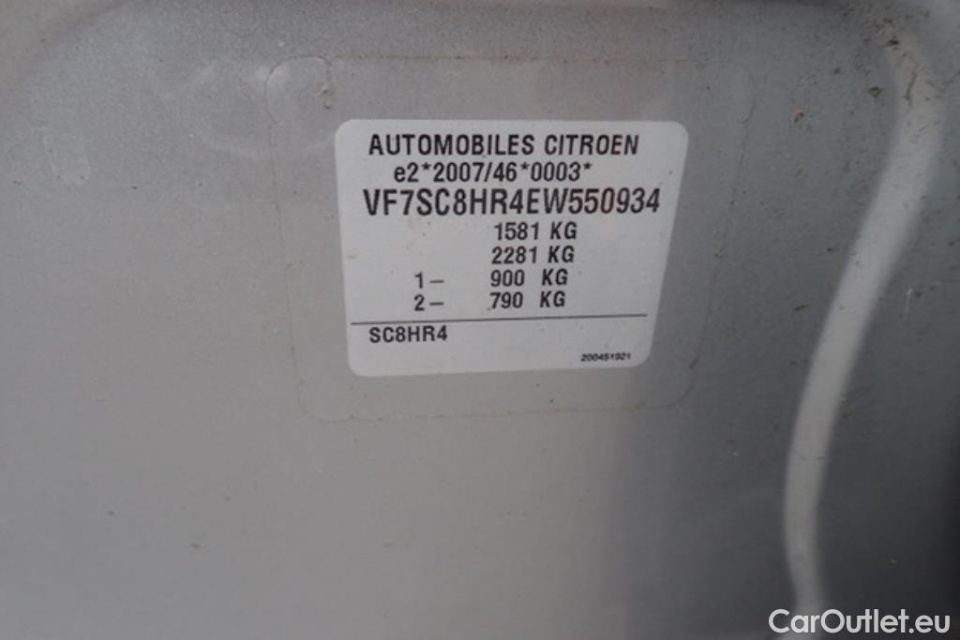 AUTOMOBILES CITROEN
e2*2007/46*0003*
VF7SC8HR4EW550934
1581 KG
2281 KG
1– 900 KG
2– 790 KG
SC8HR4
200451921
CarOutlet.eu